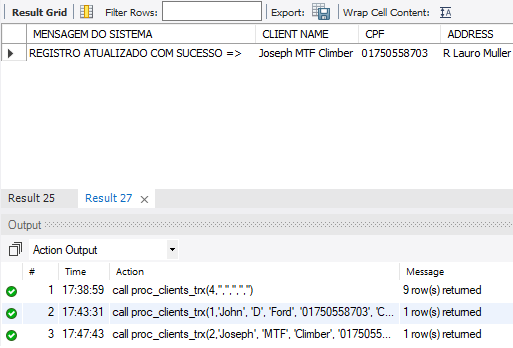 Result Grid Filter Rows: Export: Wrap Cell Content:
MENSAGEM DO SISTEMA CLIENT NAME CPF ADDRESS
REGISTRO ATUALIZADO COM SUCESSO => Joseph MTF Climber 01750558703 R Lauro Muller
Result 25 Result 27
Output
Action Output
# Time Action Message
1 17:38:59 call proc_clients_trx(4,'','','','','') 9 row(s) returned
2 17:43:31 call proc_clients_trx(1,'John', 'D', 'Ford', '01750558703', 'C... 1 row(s) returned
3 17:47:43 call proc_clients_trx(2,'Joseph', 'MTF', 'Climber', '0175055... 1 row(s) returned